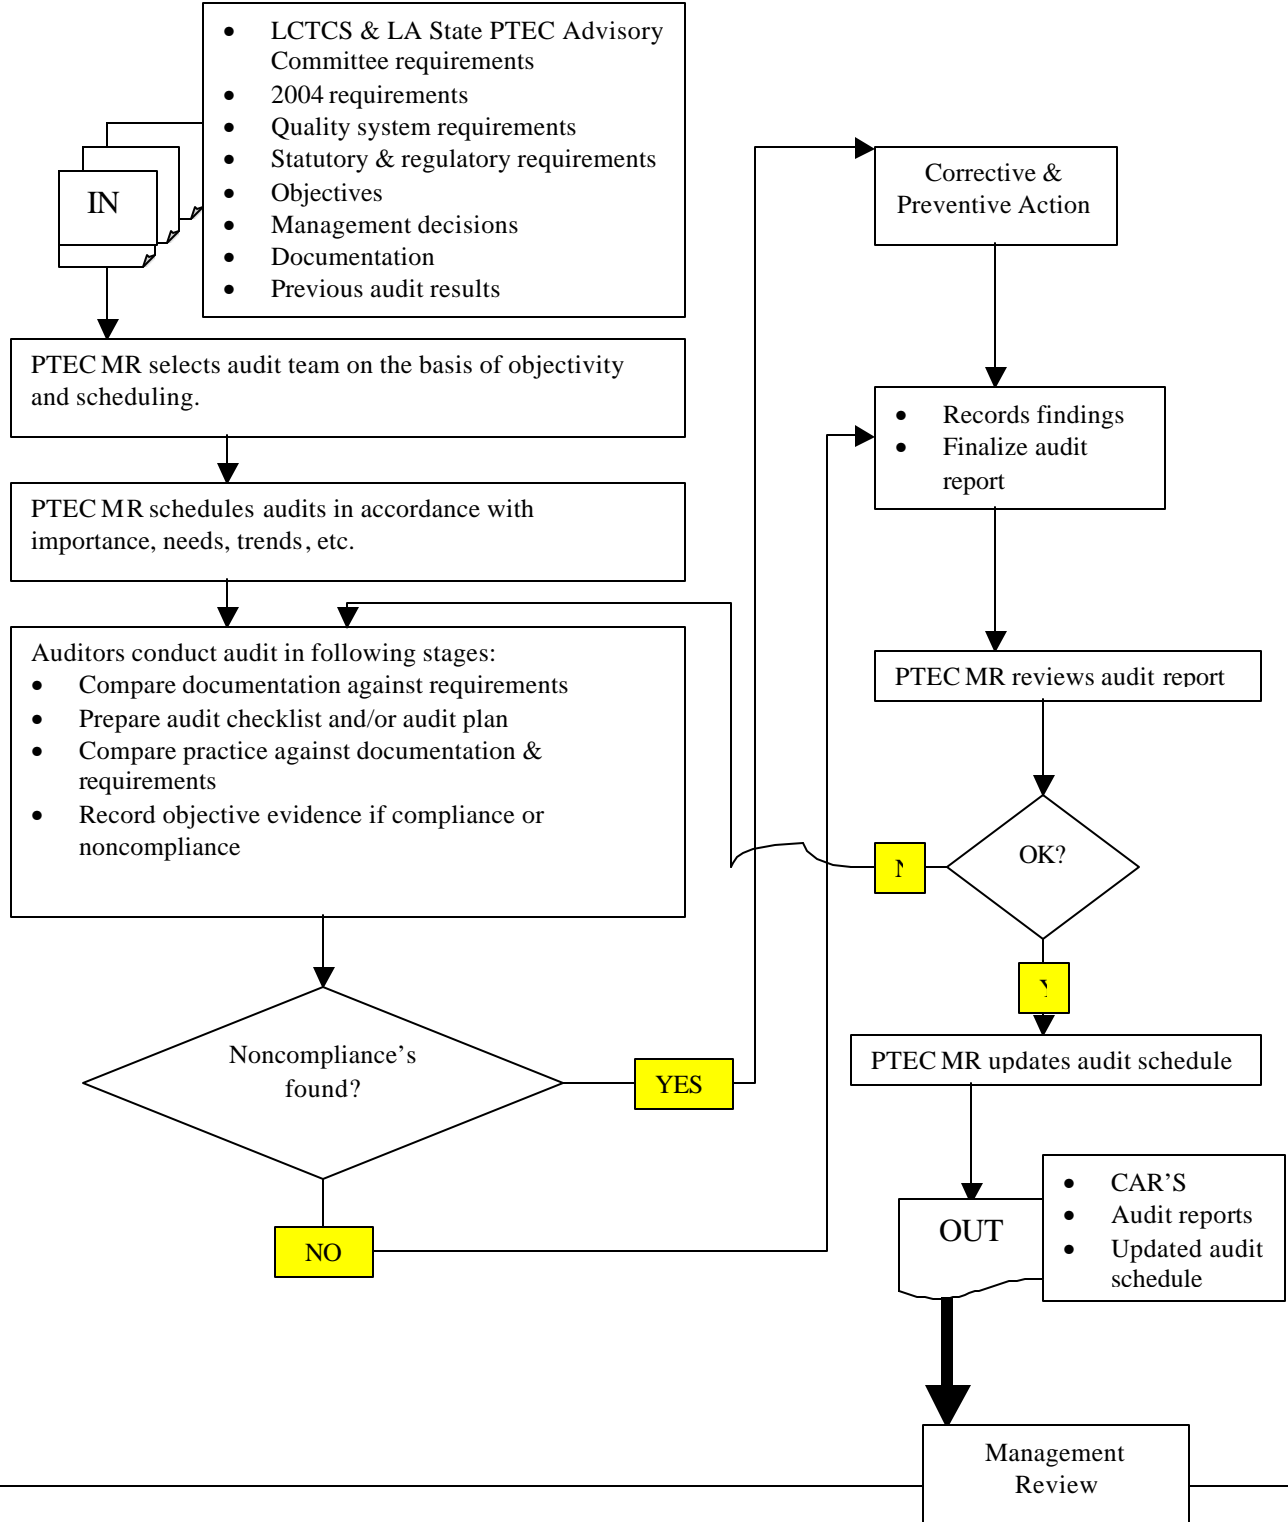 • LCTCS & LA State PTEC Advisory
Committee requirements
• 2004 requirements
• Quality system requirements
• Statutory & regulatory requirements
• Objectives
• Management decisions
• Documentation
• Previous audit results
IN
PTEC MR selects audit team on the basis of objectivity
and scheduling.
PTEC MR schedules audits in accordance with
importance, needs, trends, etc.
Auditors conduct audit in following stages:
• Compare documentation against requirements
• Prepare audit checklist and/or audit plan
• Compare practice against documentation &
requirements
• Record objective evidence if compliance or
noncompliance
Noncompliance’s
found?
YES
NO
Corrective &
Preventive Action
• Records findings
• Finalize audit
report
PTEC MR reviews audit report
OK?
N
Y
PTEC MR updates audit schedule
OUT
• CAR’S
• Audit reports
• Updated audit
schedule
Management
Review